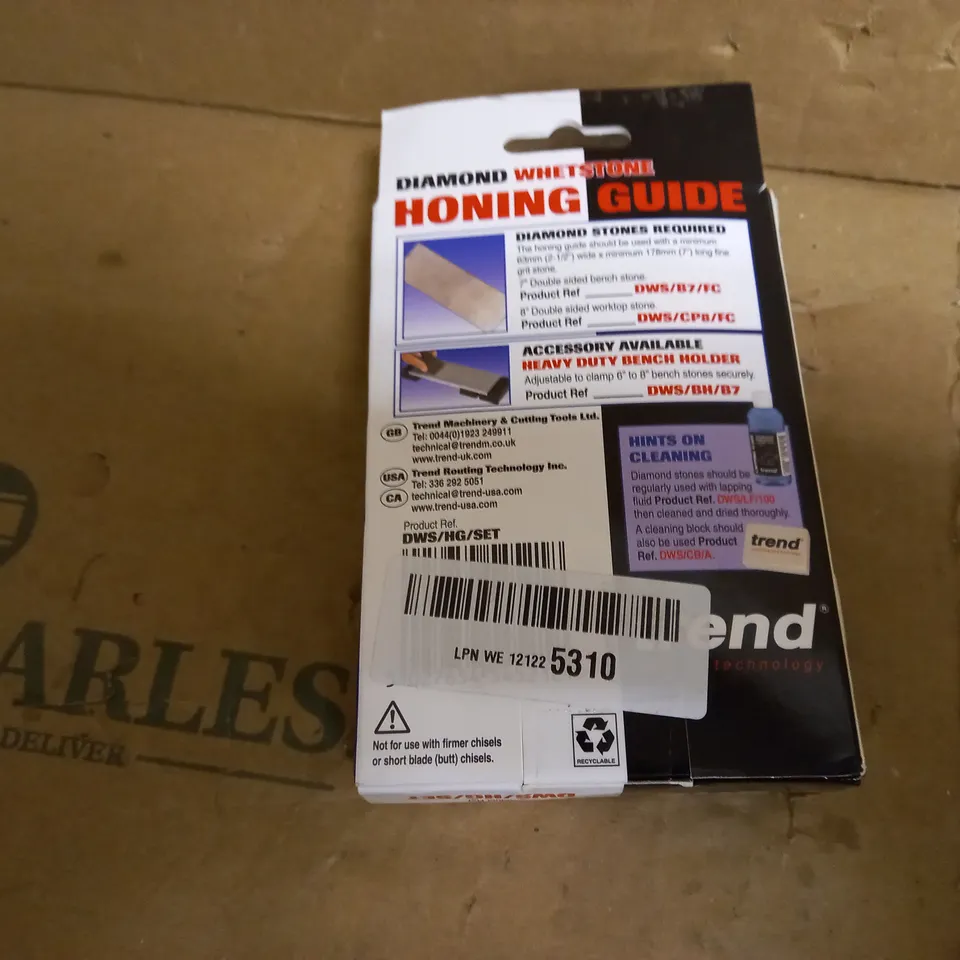 DIAMOND WHETSTONE
HONING GUIDE
DIAMOND STONES REQUIRED
The honing guide should be used with a minimum
63mm (2-1/2") wide x minimum 178mm (7") long fine
grit stone.
7" Double sided bench stone.
Product Ref ______ DWS/B7/FC
8" Double sided worktop stone.
Product Ref ______ DWS/CP8/FC
ACCESSORY AVAILABLE
HEAVY DUTY BENCH HOLDER
Adjustable to clamp 6" to 8" bench stones securely.
Product Ref ______ DWS/BH/B7
GB Trend Machinery & Cutting Tools Ltd.
Tel: 0044(0)1923 249911
technical@trendm.co.uk
www.trend-uk.com
USA Trend Routing Technology Inc.
Tel: 336 292 5051
CA technical@trend-usa.com
www.trend-usa.com
Product Ref.
DWS/HG/SET
HINTS ON
CLEANING
Diamond stones should be
regularly used with lapping
fluid Product Ref. DWS/LF/100
then cleaned and dried thoroughly.
A cleaning block should
also be used Product
Ref. DWS/CB/A.
trend
trend
rend®
technology
LPN WE 12122 5310
Not for use with firmer chisels
or short blade (butt) chisels.
RECYCLABLE
DWS/HG/SET
ARLES
DELIVER